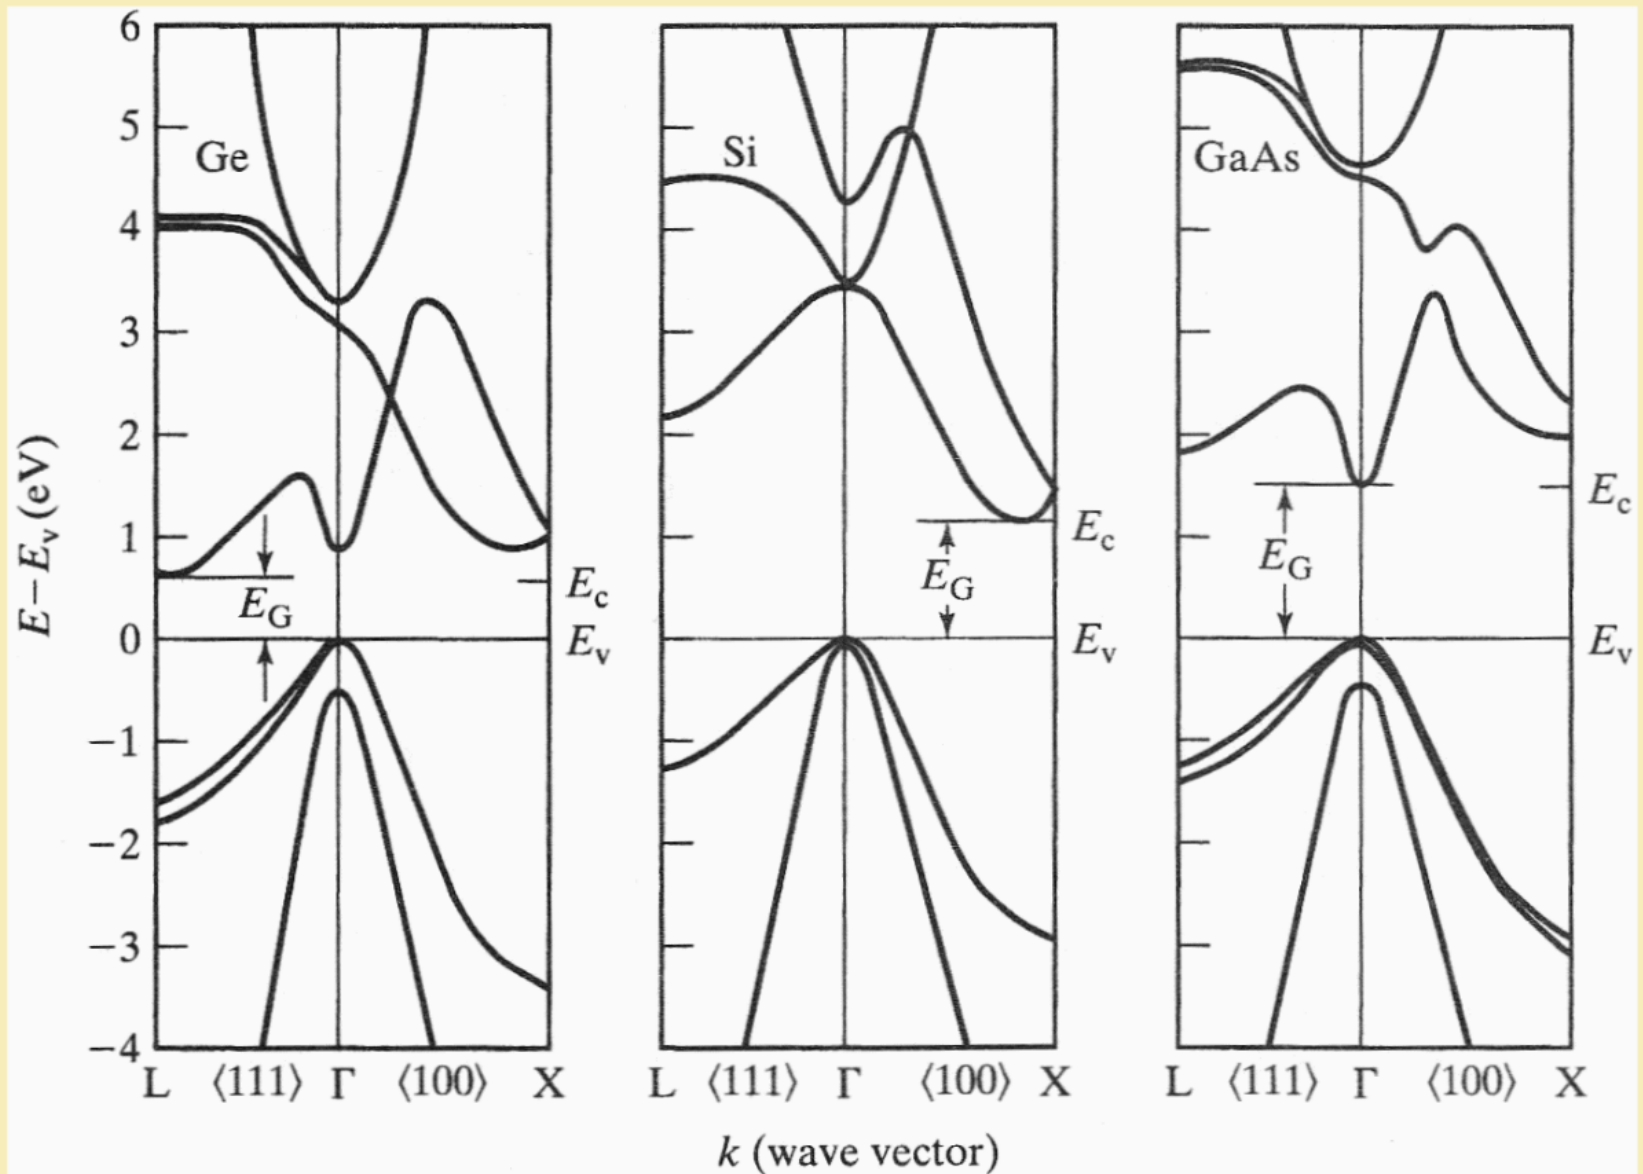 6
5
4
3
2
1
0
−1
−2
−3
−4
E−Ev (eV)
Ge
EG
Ec
Ev
L ⟨111⟩ Γ ⟨100⟩ X
Si
EG
Ec
Ev
L ⟨111⟩ Γ ⟨100⟩ X
GaAs
EG
Ec
Ev
L ⟨111⟩ Γ ⟨100⟩ X
k (wave vector)